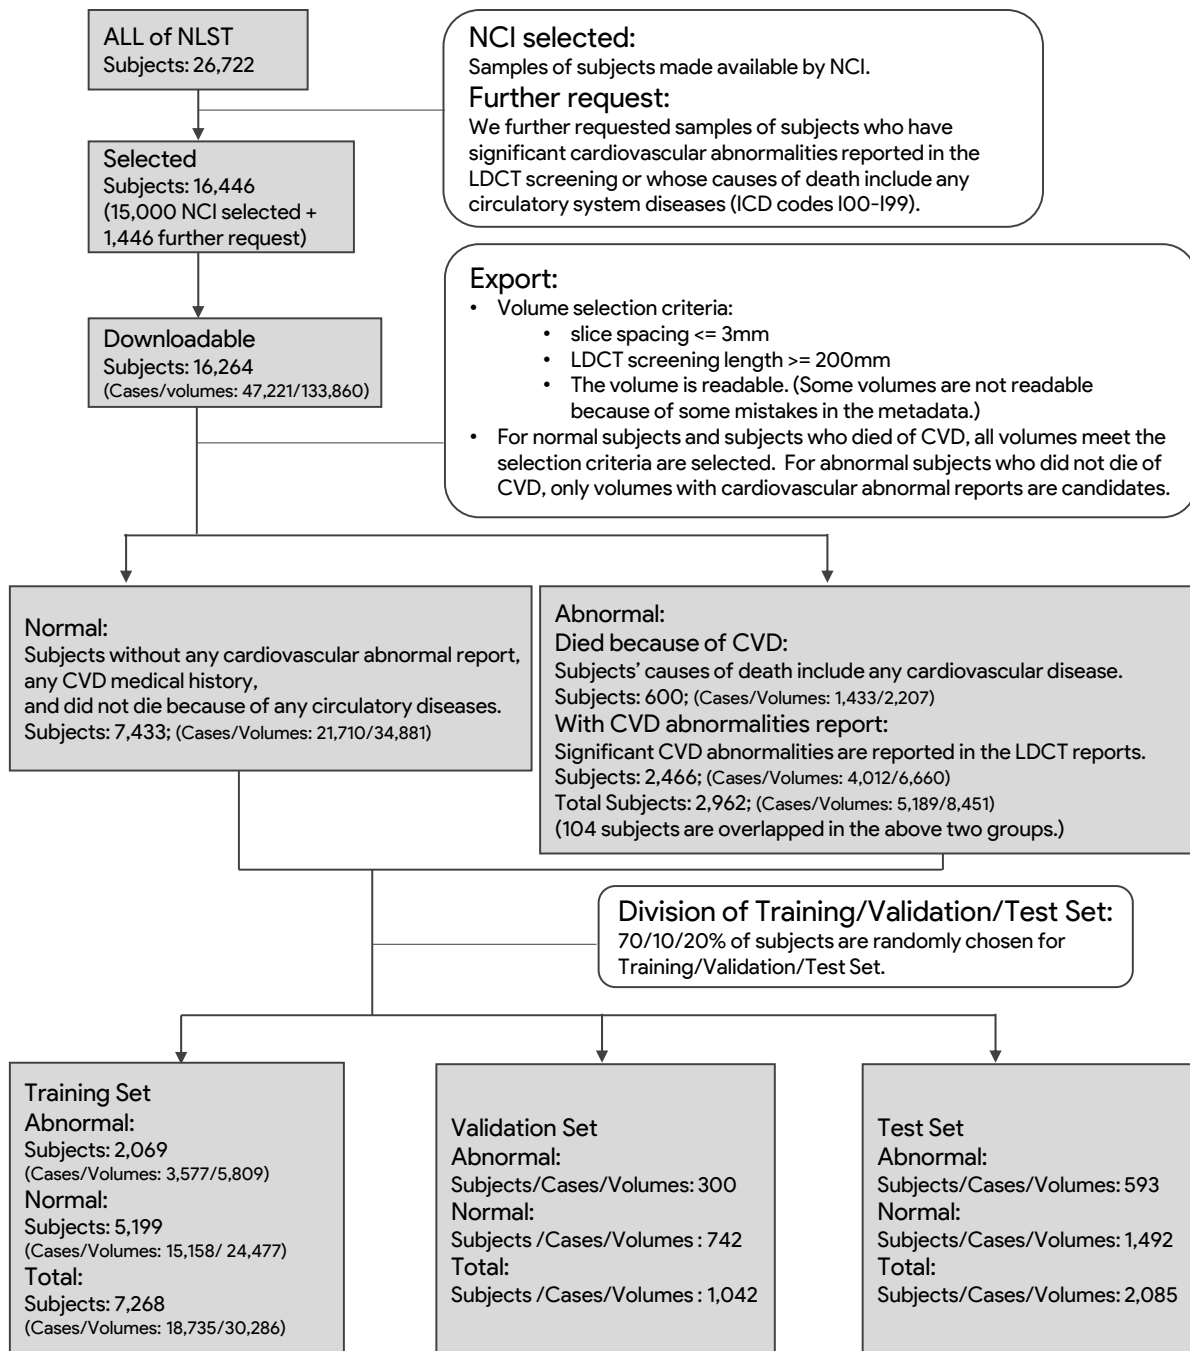 ALL of NLST
Subjects: 26,722
NCI selected:
Samples of subjects made available by NCI.
Further request:
We further requested samples of subjects who have
significant cardiovascular abnormalities reported in the
LDCT screening or whose causes of death include any
circulatory system diseases (ICD codes I00-I99).
Selected
Subjects: 16,446
(15,000 NCI selected +
1,446 further request)
Export:
• Volume selection criteria:
• slice spacing <= 3mm
• LDCT screening length >= 200mm
• The volume is readable. (Some volumes are not readable
because of some mistakes in the metadata.)
• For normal subjects and subjects who died of CVD, all volumes meet the
selection criteria are selected. For abnormal subjects who did not die of
CVD, only volumes with cardiovascular abnormal reports are candidates.
Downloadable
Subjects: 16,264
(Cases/volumes: 47,221/133,860)
Normal:
Subjects without any cardiovascular abnormal report,
any CVD medical history,
and did not die because of any circulatory diseases.
Subjects: 7,433; (Cases/Volumes: 21,710/34,881)
Abnormal:
Died because of CVD:
Subjects' causes of death include any cardiovascular disease.
Subjects: 600; (Cases/Volumes: 1,433/2,207)
With CVD abnormalities report:
Significant CVD abnormalities are reported in the LDCT reports.
Subjects: 2,466; (Cases/Volumes: 4,012/6,660)
Total Subjects: 2,962; (Cases/Volumes: 5,189/8,451)
(104 subjects are overlapped in the above two groups.)
Division of Training/Validation/Test Set:
70/10/20% of subjects are randomly chosen for
Training/Validation/Test Set.
Training Set
Abnormal:
Subjects: 2,069
(Cases/Volumes: 3,577/5,809)
Normal:
Subjects: 5,199
(Cases/Volumes: 15,158/ 24,477)
Total:
Subjects: 7,268
(Cases/Volumes: 18,735/30,286)
Validation Set
Abnormal:
Subjects/Cases/Volumes: 300
Normal:
Subjects /Cases/Volumes : 742
Total:
Subjects /Cases/Volumes : 1,042
Test Set
Abnormal:
Subjects/Cases/Volumes: 593
Normal:
Subjects/Cases/Volumes: 1,492
Total:
Subjects/Cases/Volumes: 2,085